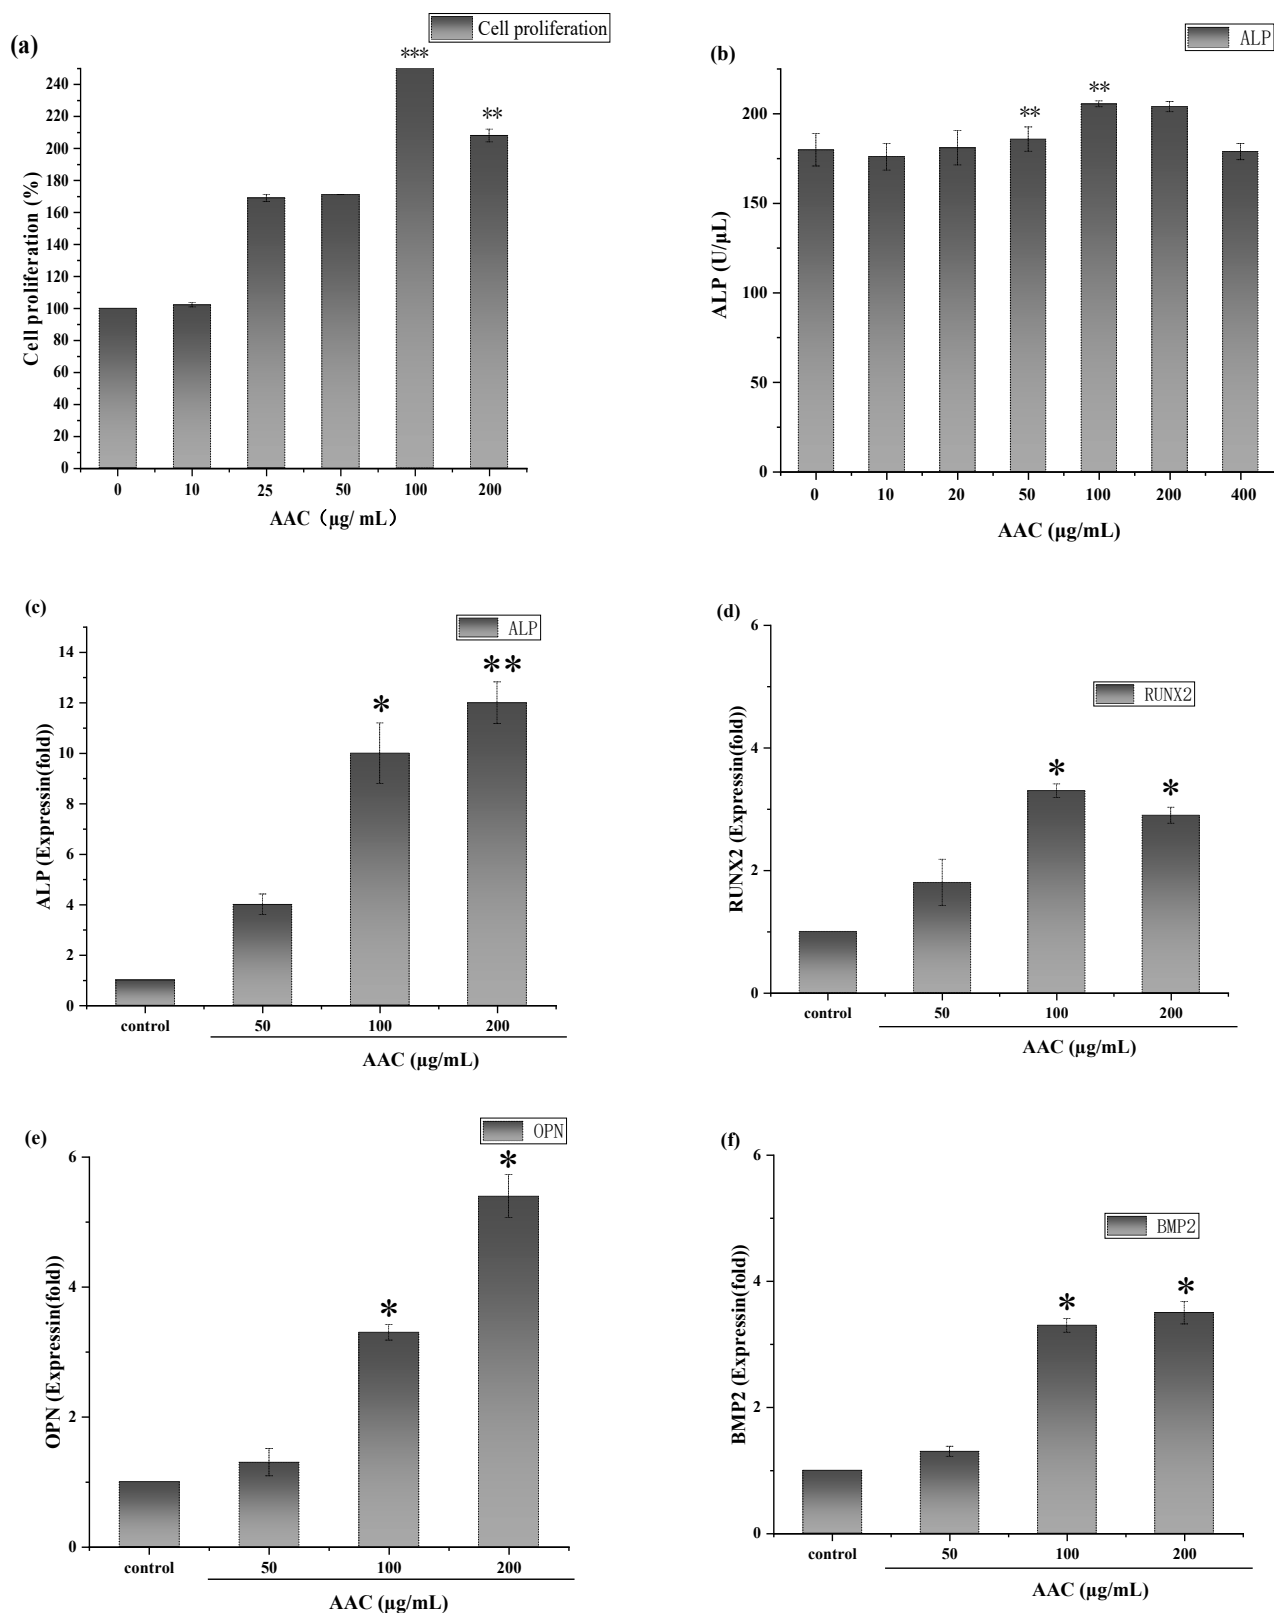 (a)
Cell proliferation
***
**
240
220
200
180
160
140
120
100
80
60
40
20
0
Cell proliferation (%)
0 10 25 50 100 200
AAC (μg/ mL)
(b)
ALP
** **
200
150
100
50
0
ALP (U/μL)
0 10 20 50 100 200 400
AAC (μg/mL)
(c)
ALP
* **
14
12
10
8
6
4
2
0
ALP (Expressin(fold))
control 50 100 200
AAC (μg/mL)
(d)
RUNX2
* *
6
4
2
0
RUNX2 (Expressin(fold))
control 50 100 200
AAC (μg/mL)
(e)
OPN
*
*
6
4
2
0
OPN (Expressin(fold))
control 50 100 200
AAC (μg/mL)
(f)
BMP2
* *
6
4
2
0
BMP2 (Expressin(fold))
control 50 100 200
AAC (μg/mL)